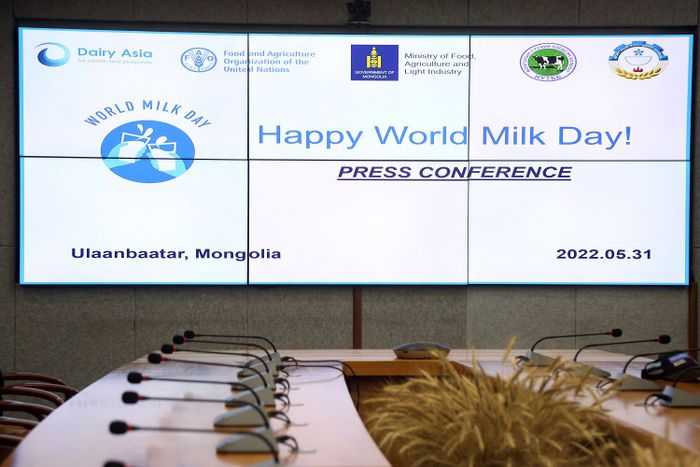 Dairy Asia
for health and prosperity
Food and Agriculture
Organization of the
United Nations
GOVERNMENT OF
MONGOLIA
Ministry of Food,
Agriculture and
Light Industry
WORLD MILK DAY
Happy World Milk Day!
PRESS CONFERENCE
Ulaanbaatar, Mongolia
2022.05.31